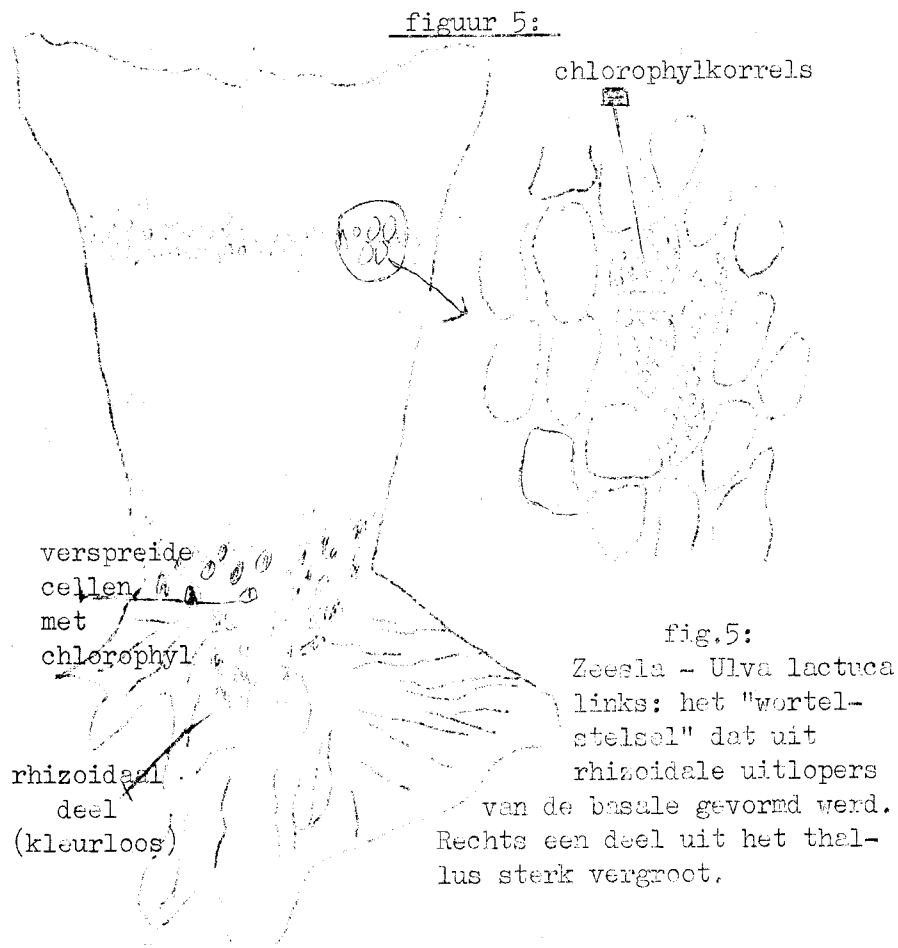 figuur 5:
chlorophylkorrels
verspreide
cellen
met
chlorophyl
rhizoidaal
deel
(kleurloos)
fig.5:
Zeesla - Ulva lactuca
links: het "wortel-
stelsel" dat uit
rhizoidale uitlopers
van de basale gevormd werd.
Rechts een deel uit het thal-
lus sterk vergroot.